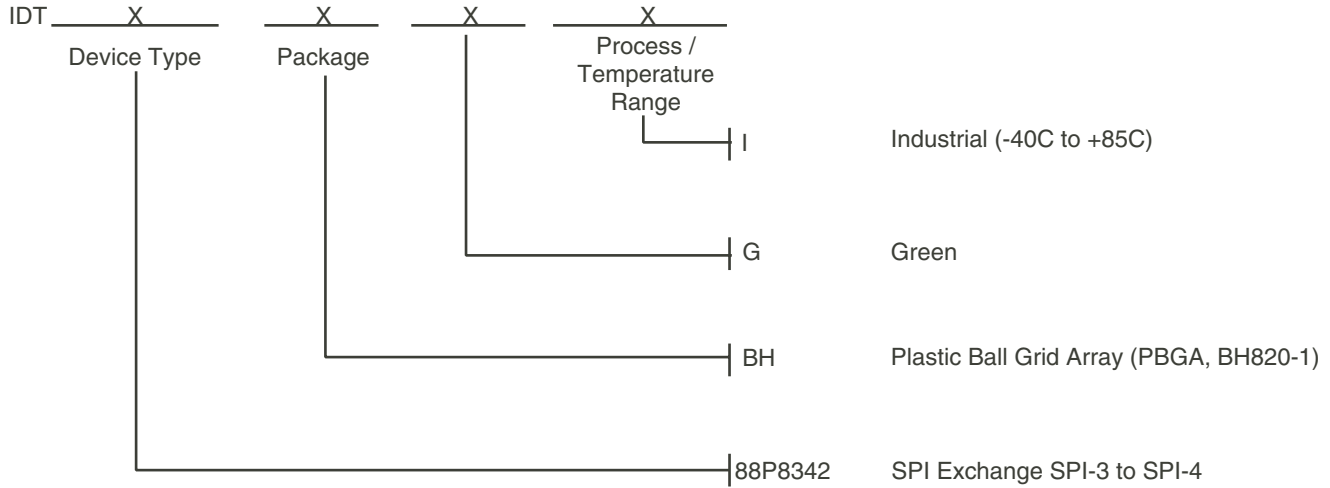 IDT X X X X
Device Type Package Process /
Temperature
Range
I Industrial (-40C to +85C)
G Green
BH Plastic Ball Grid Array (PBGA, BH820-1)
88P8342 SPI Exchange SPI-3 to SPI-4